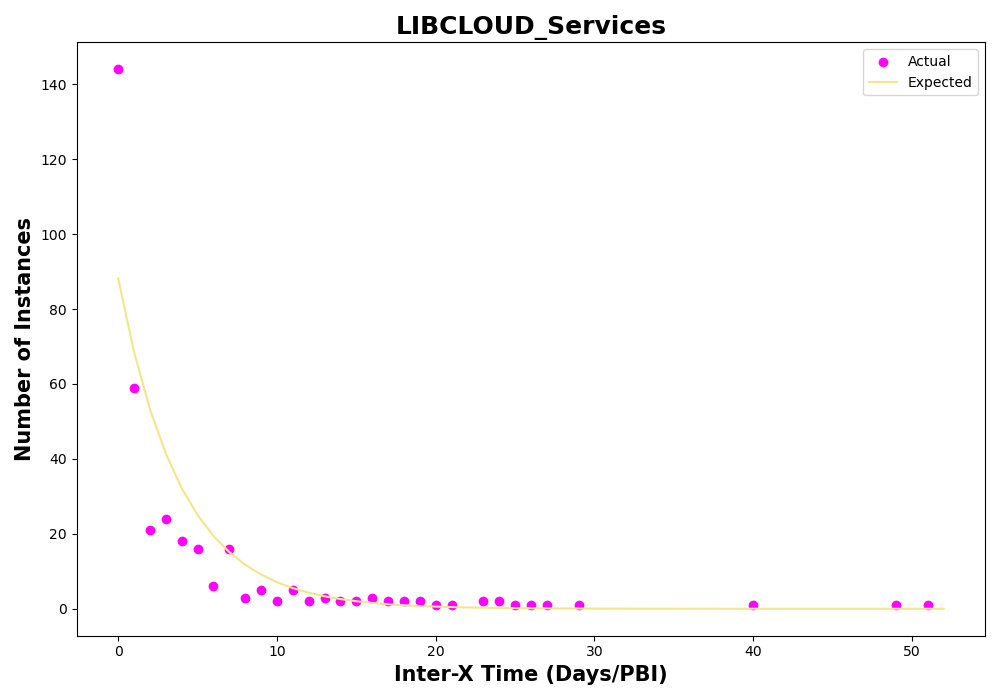 LIBCLOUD_Services
Actual
Expected
Number of Instances
140
120
100
80
60
40
20
0
0 10 20 30 40 50
Inter-X Time (Days/PBI)